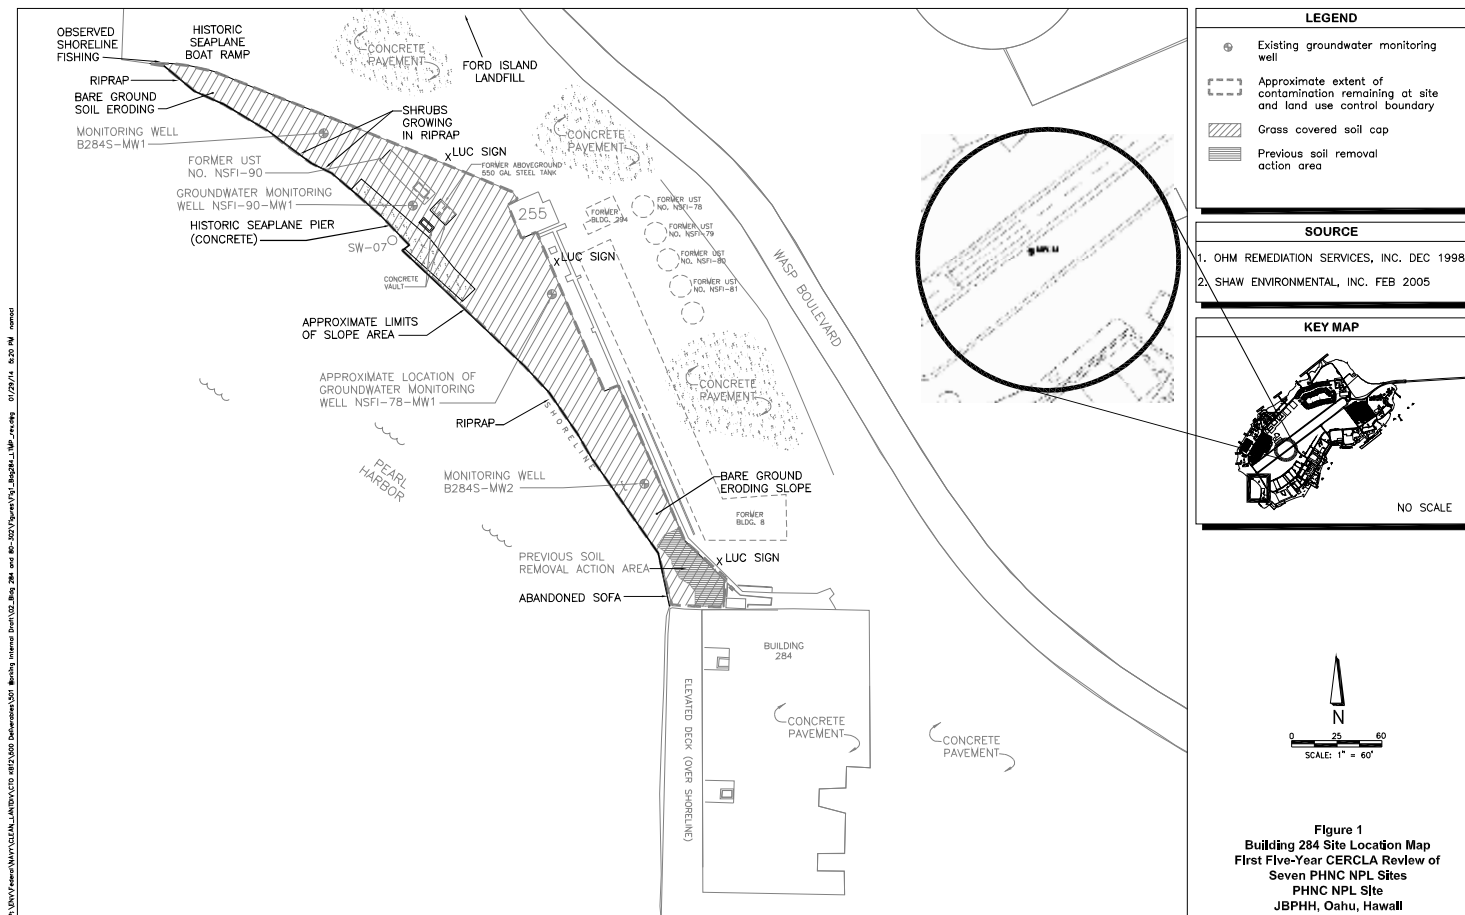 OBSERVED
SHORELINE
FISHING
HISTORIC
SEAPLANE
BOAT RAMP
RIPRAP
BARE GROUND
SOIL ERODING
MONITORING WELL
B284S-MW1
FORMER UST
NO. NSFI-90
GROUNDWATER MONITORING
WELL NSFI-90-MW1
HISTORIC SEAPLANE PIER
(CONCRETE)
SW-07
CONCRETE
VAULT
APPROXIMATE LIMITS
OF SLOPE AREA
APPROXIMATE LOCATION OF
GROUNDWATER MONITORING
WELL NSFI-78-MW1
RIPRAP
SHORELINE
PEARL
HARBOR
MONITORING WELL
B284S-MW2
PREVIOUS SOIL
REMOVAL ACTION AREA
ABANDONED SOFA
CONCRETE
PAVEMENT
FORD ISLAND
LANDFILL
SHRUBS
GROWING
IN RIPRAP
X LUC SIGN
FORMER ABOVEGROUND
550 GAL STEEL TANK
CONCRETE
PAVEMENT
255
FORMER
BLDG. 294
FORMER UST
NO. NSFI-78
FORMER UST
NO. NSFI-79
FORMER UST
NO. NSFI-80
FORMER UST
NO. NSFI-81
X LUC SIGN
WASP BOULEVARD
CONCRETE
PAVEMENT
BARE GROUND
ERODING SLOPE
FORMER
BLDG. 8
X LUC SIGN
BUILDING
284
ELEVATED DECK (OVER SHORELINE)
CONCRETE
PAVEMENT
CONCRETE
PAVEMENT
LEGEND
Existing groundwater monitoring
well
Approximate extent of
contamination remaining at site
and land use control boundary
Grass covered soil cap
Previous soil removal
action area
SOURCE
1. OHM REMEDIATION SERVICES, INC. DEC 1998
2. SHAW ENVIRONMENTAL, INC. FEB 2005
KEY MAP
NO SCALE
N
0 25 60
SCALE: 1" = 60'
Figure 1
Building 284 Site Location Map
First Five-Year CERCLA Review of
Seven PHNC NPL Sites
PHNC NPL Site
JBPHH, Oahu, Hawaii